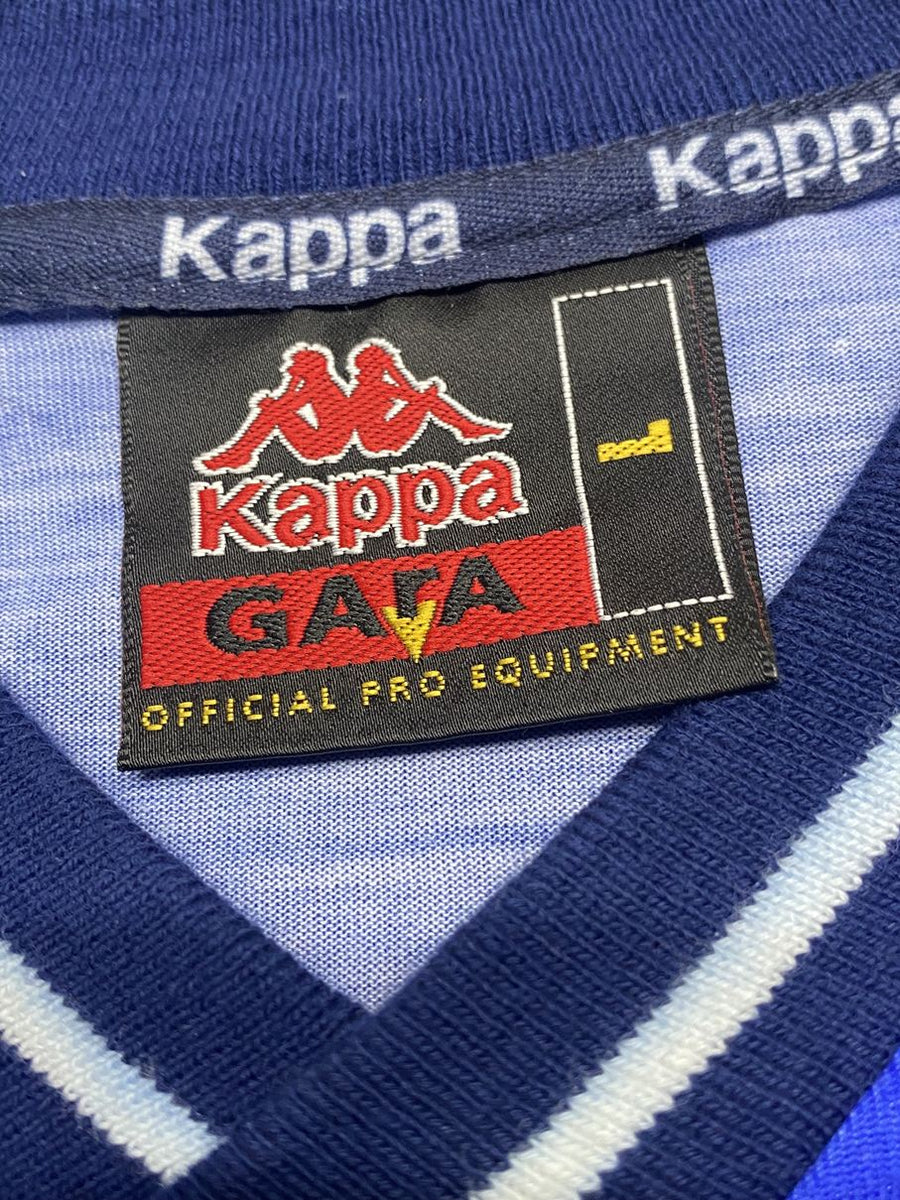 Kappa Kappa
Kappa
L
GArA
OFFICIAL PRO EQUIPMENT